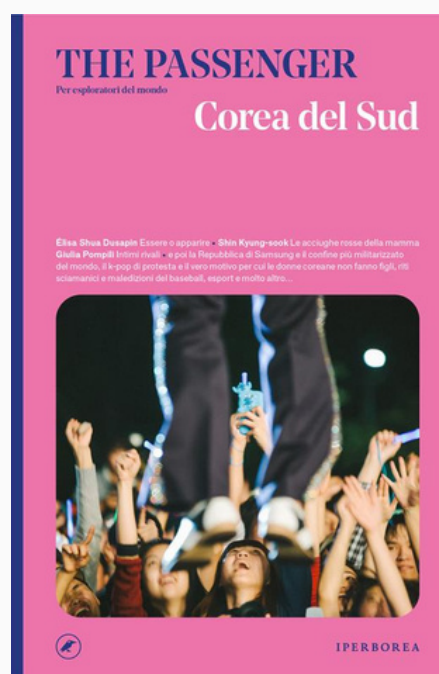 THE PASSENGER
Per esploratori del mondo
Corea del Sud
Élisa Shua Dusapin Essere o apparire • Shin Kyung-sook Le acciughe rosse della mamma
Giulia Pompili Intimi rivali • e poi la Repubblica di Samsung e il confine più militarizzato
del mondo, il k-pop di protesta e il vero motivo per cui le donne coreane non fanno figli, riti
sciamanici e maledizioni del baseball, esport e molto altro...
IPERBOREA